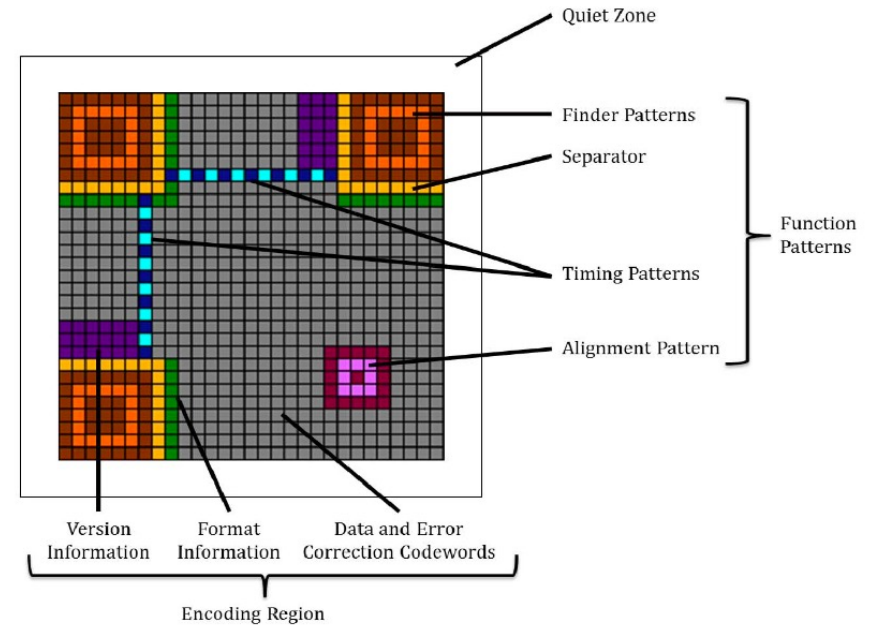 Quiet Zone
Finder Patterns
Separator
Function
Patterns
Timing Patterns
Alignment Pattern
Version
Information
Format
Information
Data and Error
Correction Codewords
Encoding Region